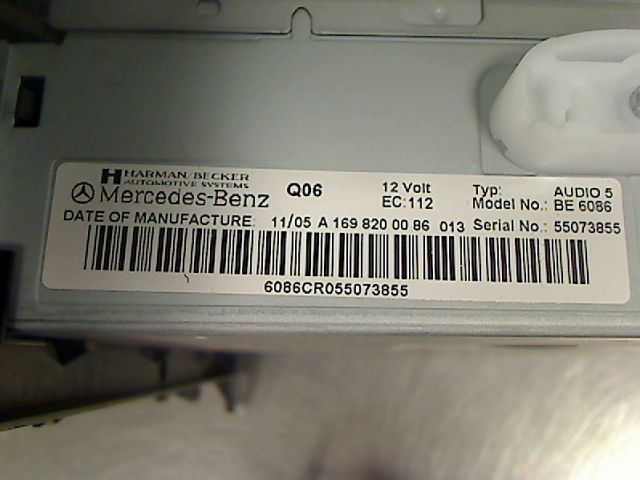 HARMAN/BECKER
AUTOMOTIVE SYSTEMS
Mercedes-Benz Q06 12 Volt Typ: AUDIO 5
EC:112 Model No.: BE 6086
DATE OF MANUFACTURE: 11/05 A 169 820 00 86 013 Serial No.: 55073855
6086CR055073855